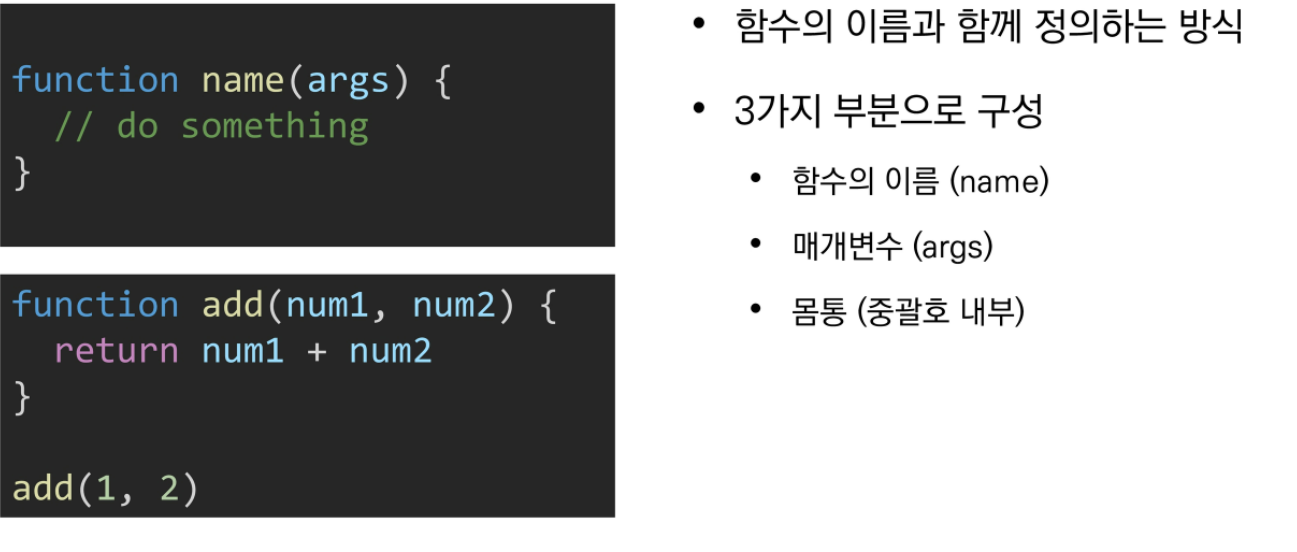 function name(args) {
  // do something
}
function add(num1, num2) {
  return num1 + num2
}
add(1, 2)
• 함수의 이름과 함께 정의하는 방식
• 3가지 부분으로 구성
• 함수의 이름 (name)
• 매개변수 (args)
• 몸통 (중괄호 내부)